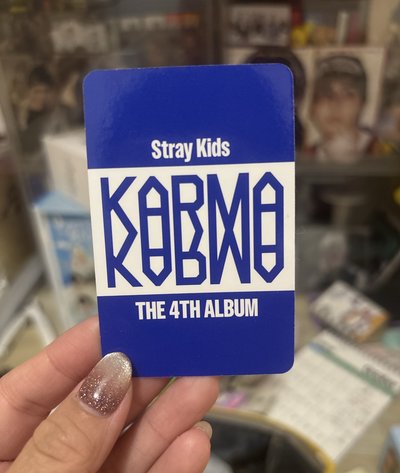 Stray Kids
KARMA
THE 4TH ALBUM